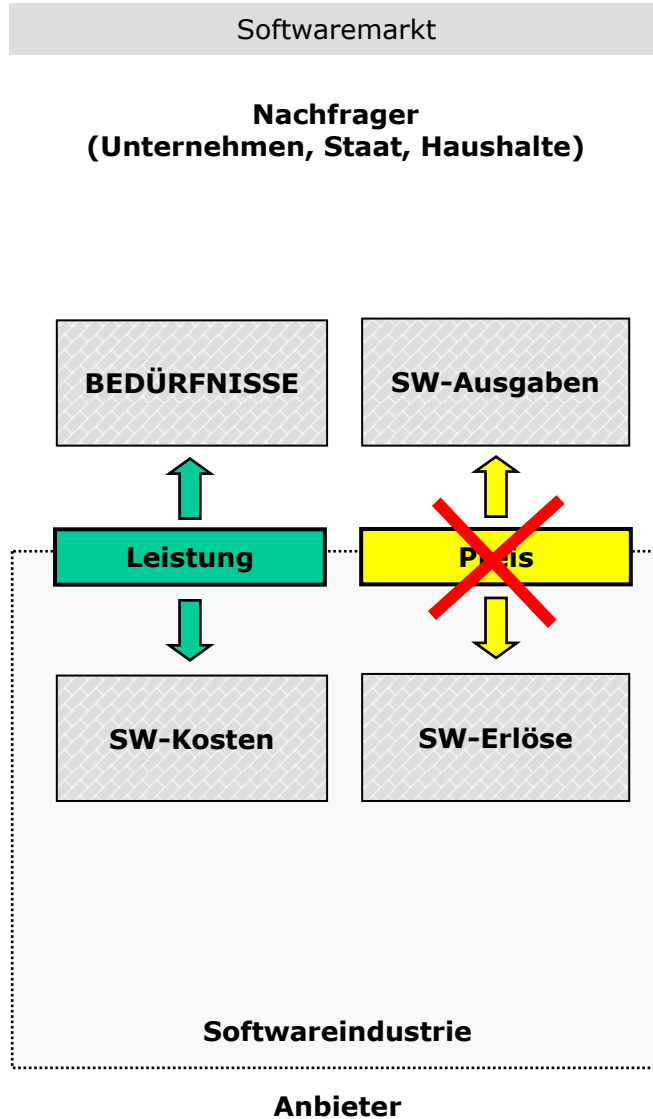 Softwaremarkt
Nachfrager
(Unternehmen, Staat, Haushalte)
BEDÜRFNISSE
SW-Ausgaben
Leistung
Preis
SW-Kosten
SW-Erlöse
Softwareindustrie
Anbieter